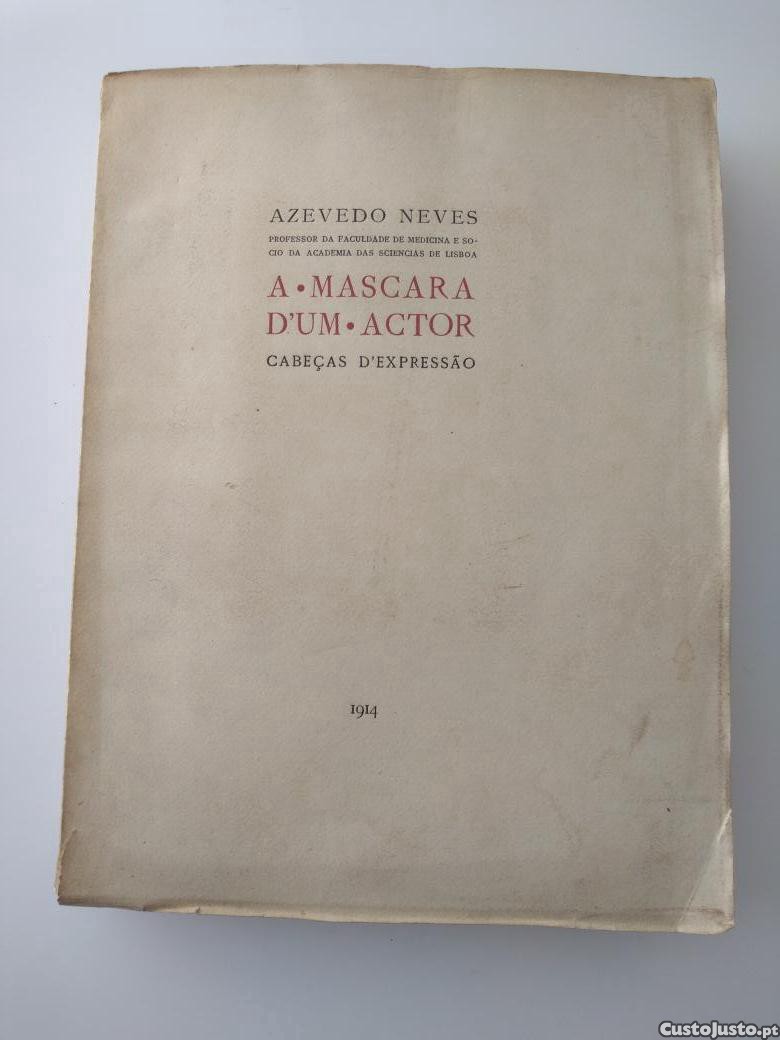 AZEVEDO NEVES
PROFESSOR DA FACULDADE DE MEDICINA E SO-
CIO DA ACADEMIA DAS SCIENCIAS DE LISBOA
A • MASCARA
D'UM • ACTOR
CABEÇAS D'EXPRESSÃO
1914
CustoJusto.pt